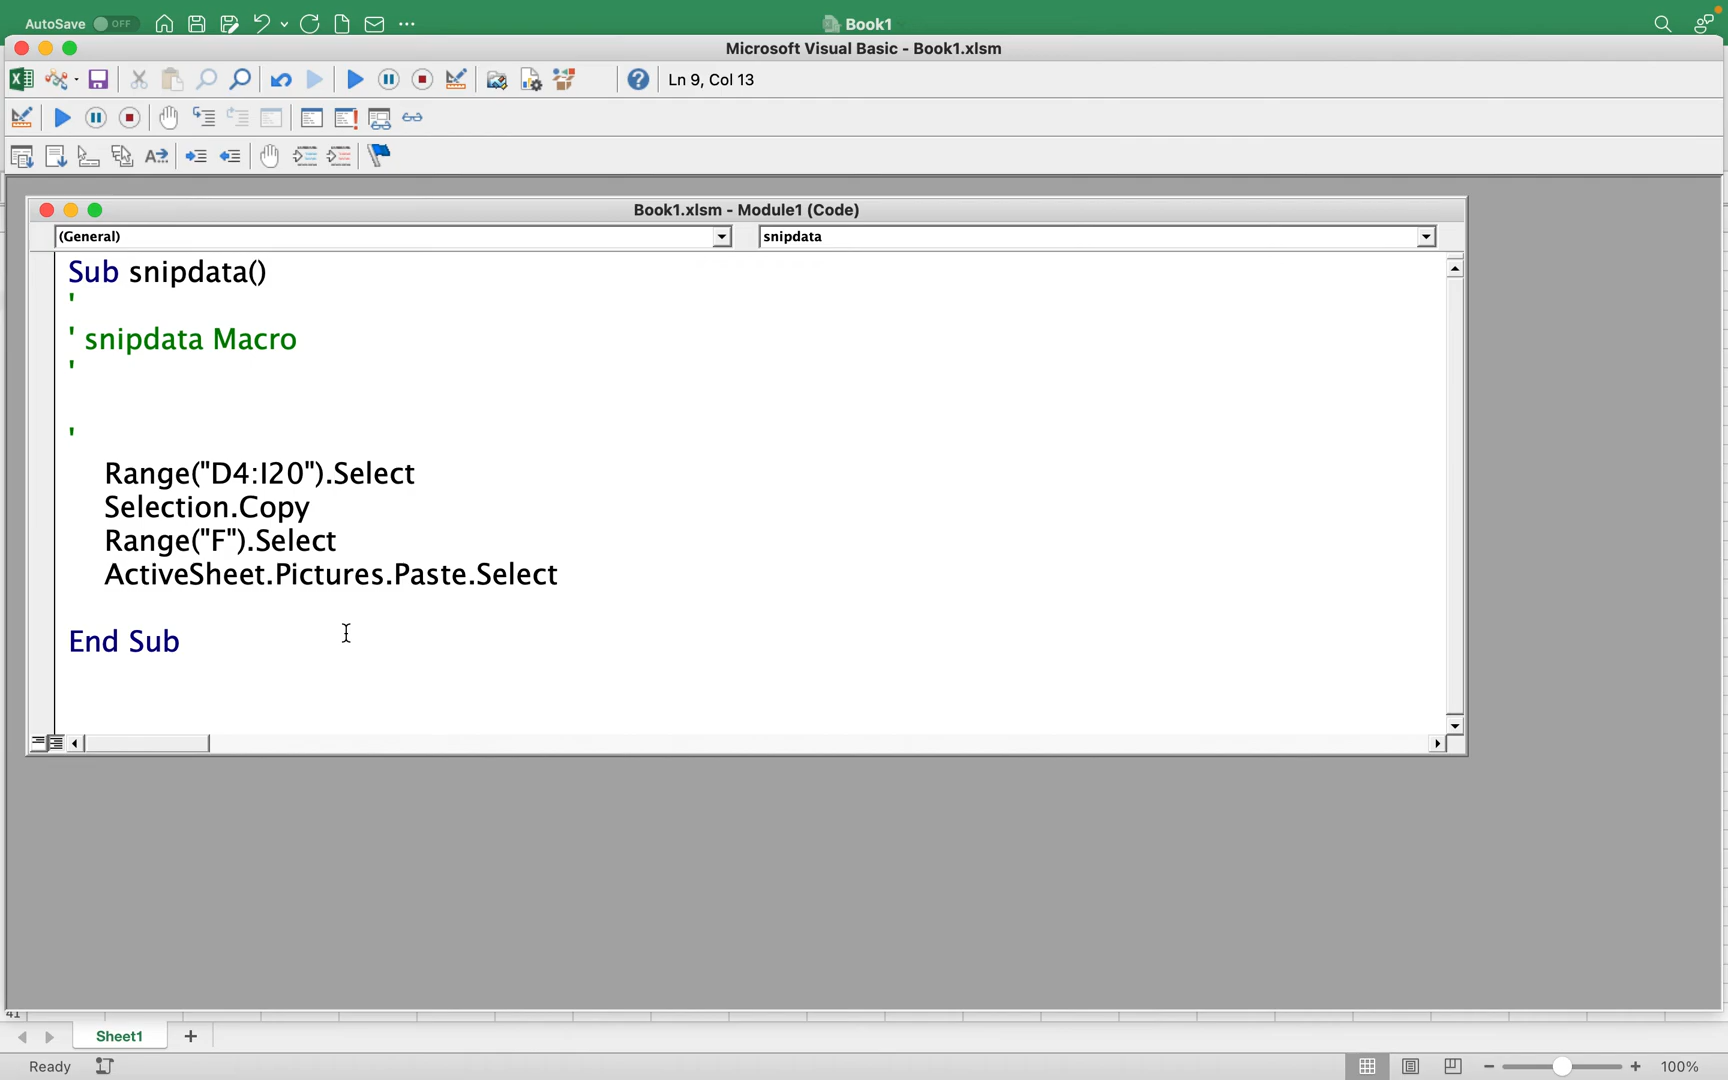 AutoSave OFF
Book1
Microsoft Visual Basic - Book1.xlsm
Ln 9, Col 13
Book1.xlsm - Module1 (Code)
(General)
snipdata
Sub snipdata()
'
' snipdata Macro
'
'
Range("D4:I20").Select
Selection.Copy
Range("F").Select
ActiveSheet.Pictures.Paste.Select
End Sub
41
Sheet1
Ready
100%